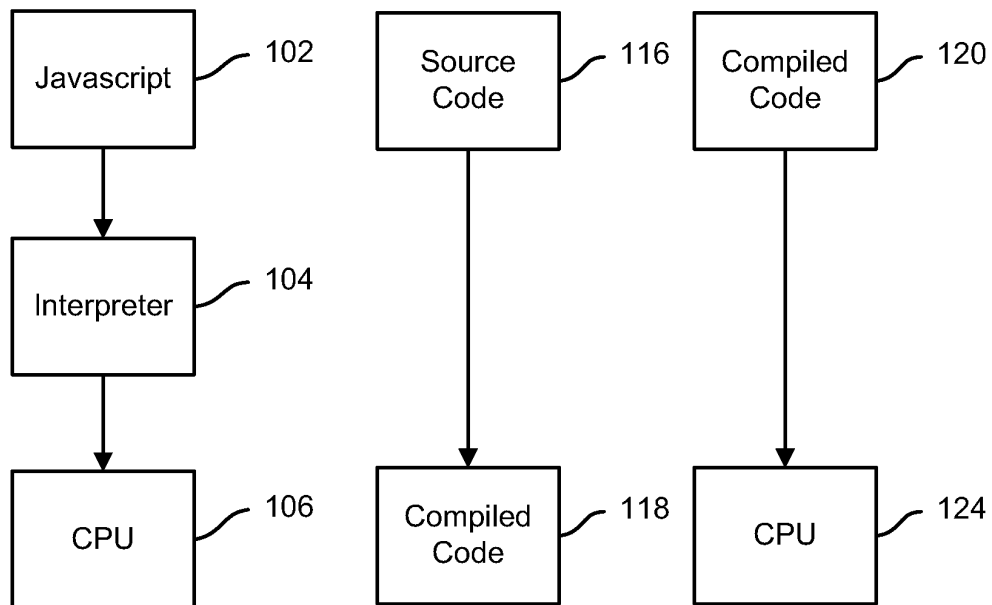 Javascript
102
Source
Code
116
Compiled
Code
120
Interpreter
104
CPU
106
Compiled
Code
118
CPU
124